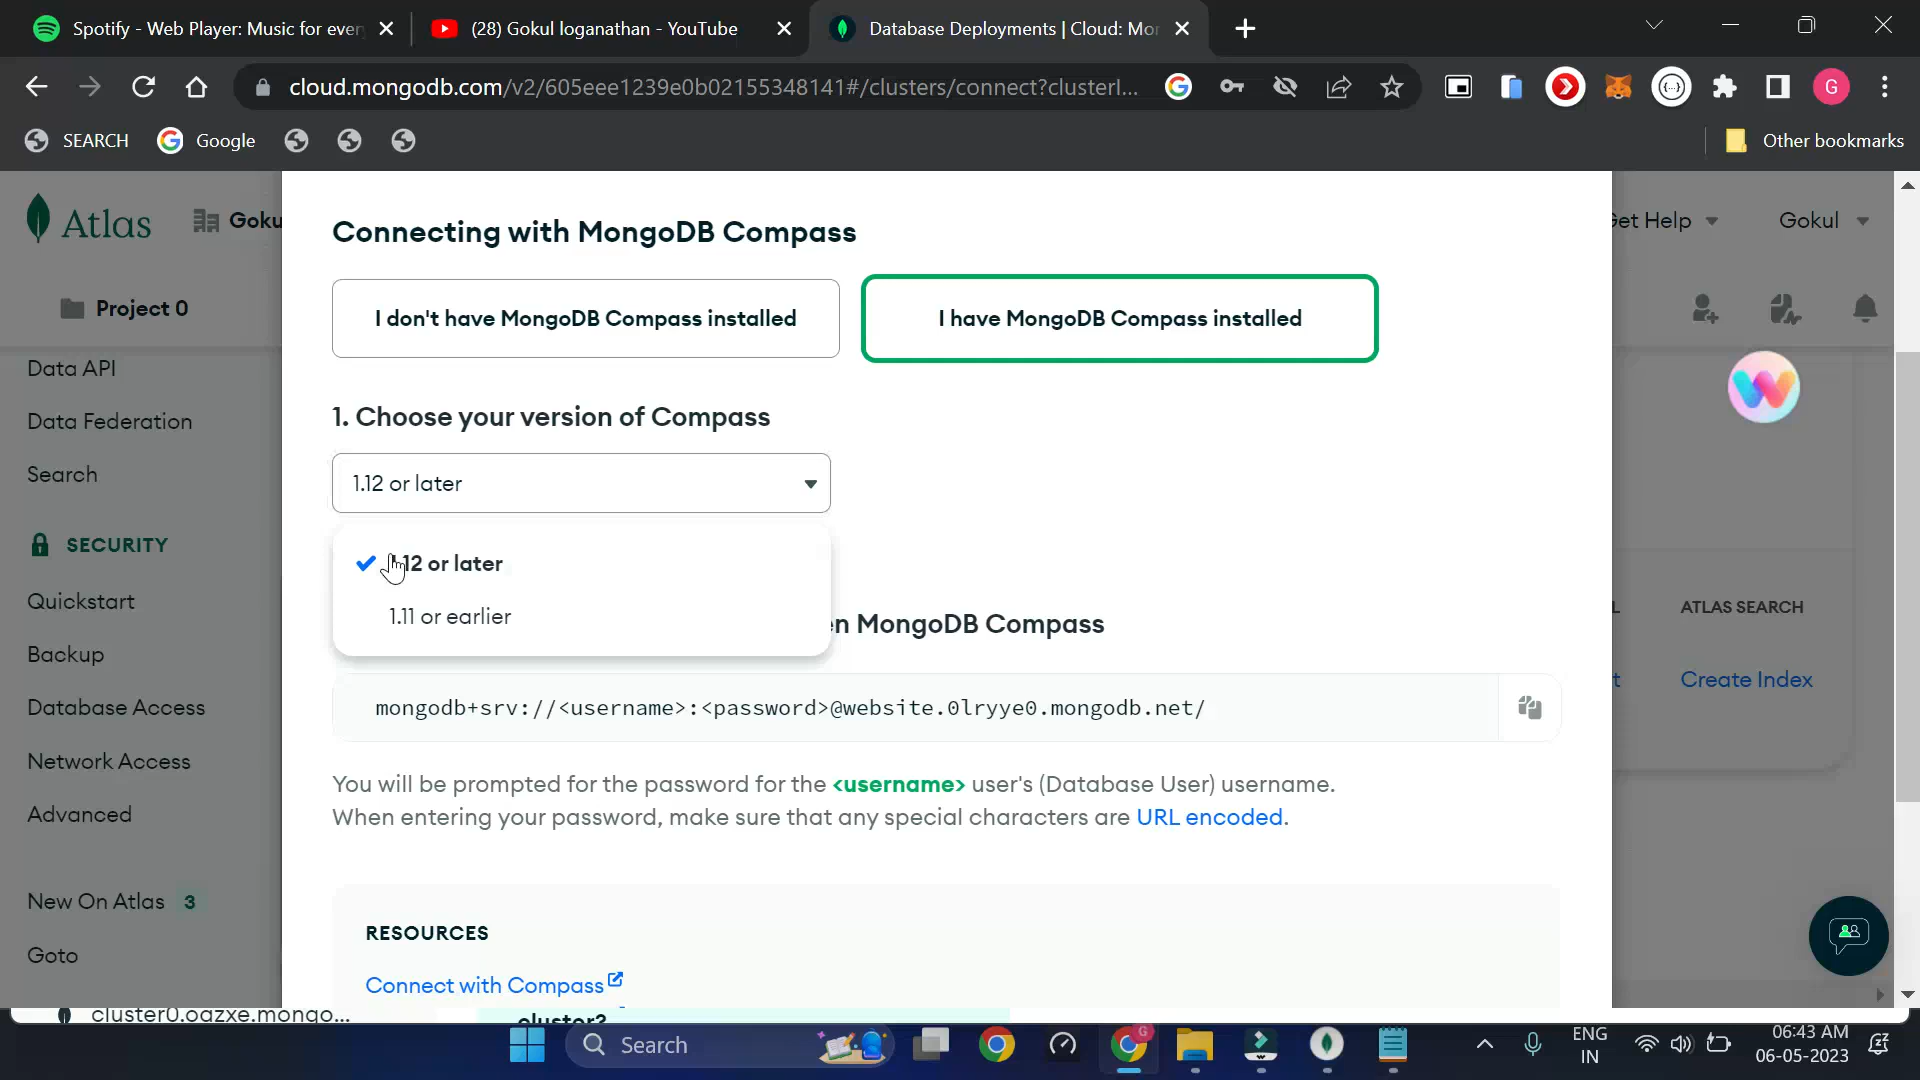 Spotify - Web Player: Music for ever
(28) Gokul loganathan - YouTube
Database Deployments | Cloud: Mor
cloud.mongodb.com/v2/605eee1239e0b02155348141#/clusters/connect?clusterI...
G
SEARCH
Google
Other bookmarks
Atlas
Goku
Get Help
Gokul
Project 0
Connecting with MongoDB Compass
I don't have MongoDB Compass installed
I have MongoDB Compass installed
Data API
Data Federation
Search
1. Choose your version of Compass
1.12 or later
1.12 or later
1.11 or earlier
en MongoDB Compass
SECURITY
Quickstart
Backup
Database Access
Network Access
Advanced
New On Atlas 3
Goto
L
ATLAS SEARCH
t
Create Index
mongodb+srv://<username>:<password>@website.0lryye0.mongodb.net/
You will be prompted for the password for the <username> user's (Database User) username.
When entering your password, make sure that any special characters are URL encoded.
RESOURCES
Connect with Compass
cluster0.oazxe.mongo...
cluster2
Search
G
ENG
IN
06:43 AM
06-05-2023